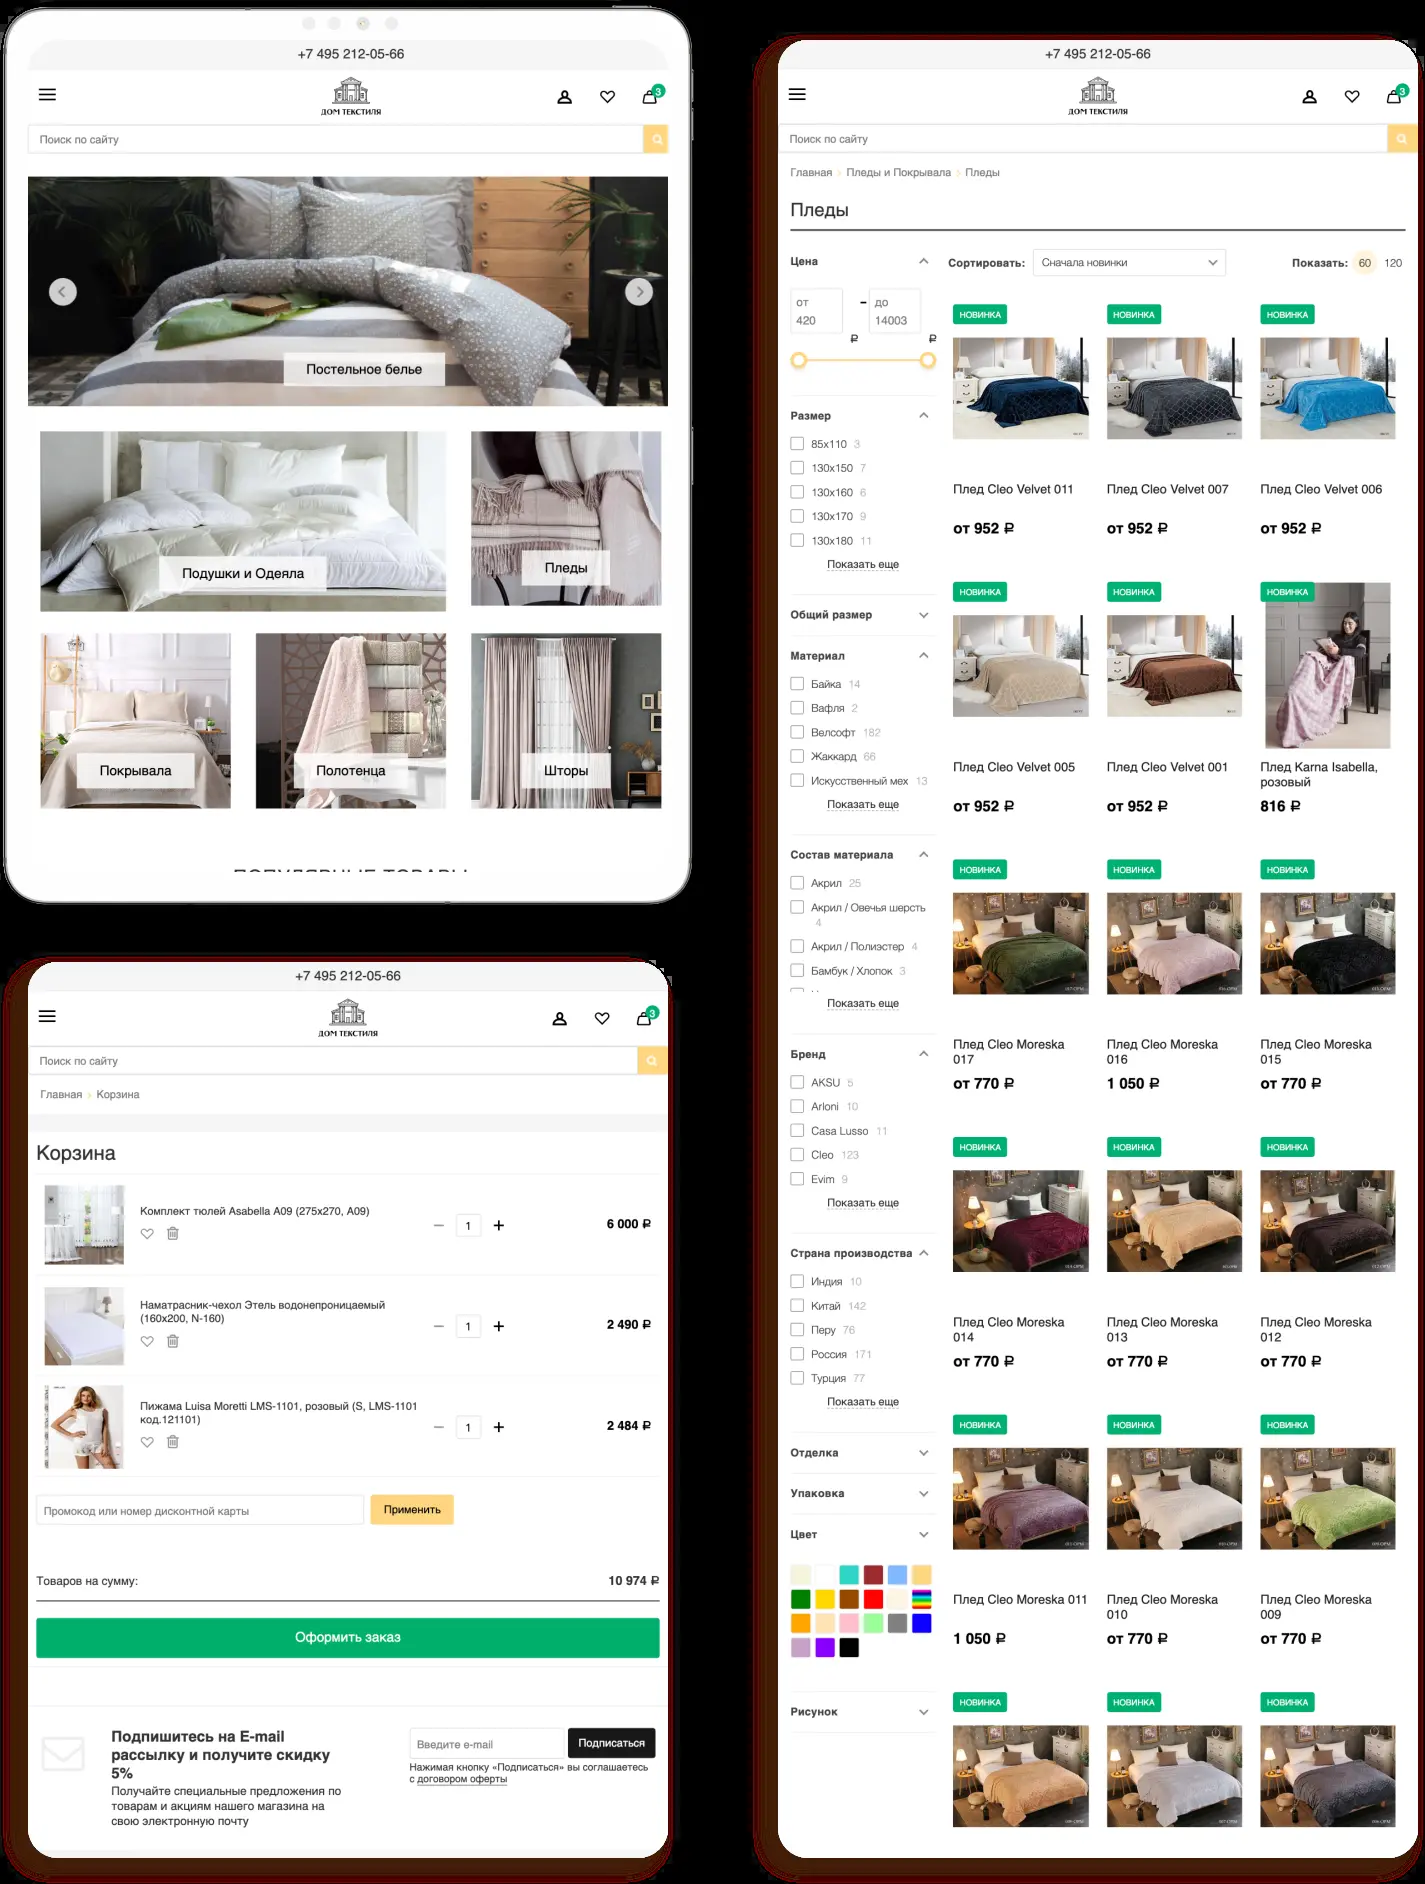 +7 495 212-05-66
ДОМ ТЕКСТИЛЯ
3
Поиск по сайту
Постельное белье
Подушки и Одеяла
Пледы
Покрывала
Полотенца
Шторы
ПОПУЛЯРНЫЕ ТОВАРЫ
+7 495 212-05-66
ДОМ ТЕКСТИЛЯ
3
Поиск по сайту
Главная › Корзина
Корзина
Комплект тюлей Asabella A09 (275x270, A09)
1
6 000 ₽
Наматрасник-чехол Этель водонепроницаемый
(160x200, N-160)
1
2 490 ₽
Пижама Luisa Moretti LMS-1101, розовый (S, LMS-1101
код.121101)
1
2 484 ₽
Промокод или номер дисконтной карты
Применить
Товаров на сумму:
10 974 ₽
Оформить заказ
Подпишитесь на E-mail
рассылку и получите скидку
5%
Получайте специальные предложения по
товарам и акциям нашего магазина на
свою электронную почту
Введите e-mail
Подписаться
Нажимая кнопку «Подписаться» вы соглашаетесь
с договором оферты
+7 495 212-05-66
ДОМ ТЕКСТИЛЯ
3
Поиск по сайту
Главная › Пледы и Покрывала › Пледы
Пледы
Цена
от
420
₽
–
до
14003
₽
Размер
85x110 3
130x150 7
130x160 6
130x170 9
130x180 11
Показать еще
Общий размер
Материал
Байка 14
Вафля 2
Велсофт 182
Жаккард 66
Искусственный мех 13
Показать еще
Состав материала
Акрил 25
Акрил / Овечья шерсть
4
Акрил / Полиэстер 4
Бамбук / Хлопок 3
Показать еще
Бренд
AKSU 5
Arloni 10
Casa Lusso 11
Cleo 123
Evim 9
Показать еще
Страна производства
Индия 10
Китай 142
Перу 76
Россия 171
Турция 77
Показать еще
Отделка
Упаковка
Цвет
Рисунок
Сортировать: Сначала новинки
Показать: 60 120
НОВИНКА НОВИНКА НОВИНКА
Плед Cleo Velvet 011
от 952 ₽
Плед Cleo Velvet 007
от 952 ₽
Плед Cleo Velvet 006
от 952 ₽
НОВИНКА НОВИНКА НОВИНКА
Плед Cleo Velvet 005
от 952 ₽
Плед Cleo Velvet 001
от 952 ₽
Плед Karna Isabella,
розовый
816 ₽
НОВИНКА НОВИНКА НОВИНКА
Плед Cleo Moreska
017
от 770 ₽
Плед Cleo Moreska
016
1 050 ₽
Плед Cleo Moreska
015
от 770 ₽
НОВИНКА НОВИНКА НОВИНКА
Плед Cleo Moreska
014
от 770 ₽
Плед Cleo Moreska
013
от 770 ₽
Плед Cleo Moreska
012
от 770 ₽
НОВИНКА НОВИНКА НОВИНКА
Плед Cleo Moreska 011
1 050 ₽
Плед Cleo Moreska
010
от 770 ₽
Плед Cleo Moreska
009
от 770 ₽
НОВИНКА НОВИНКА НОВИНКА